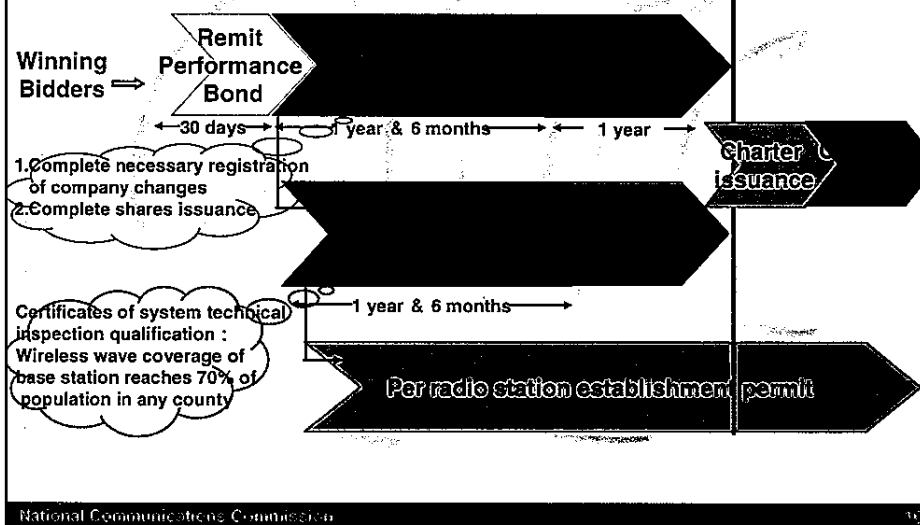 Remit
Winning Performance
Bidders ⇒ Bond
30 days 1 year & 6 months 1 year
1.Complete necessary registration
of company changes
2.Complete shares issuance
Charter
issuance
1 year & 6 months
Certificates of system technical
inspection qualification :
Wireless wave coverage of
base station reaches 70% of
population in any county
Per radio station establishment permit
National Communications Commission